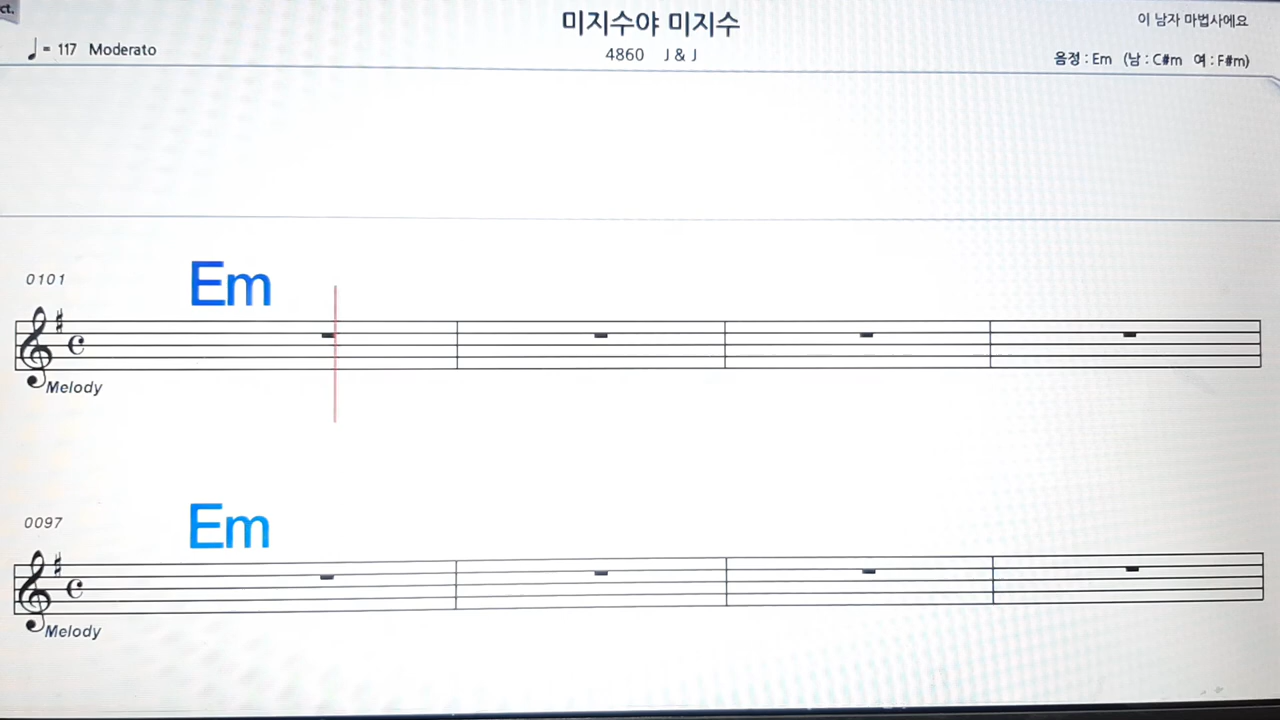 ct.
미지수야 미지수
이 남자 마법사에요
♩= 117 Moderato
4860 J & J
음정 : Em (남 : C#m 여 : F#m)
0101
Em
Melody
0097
Em
Melody